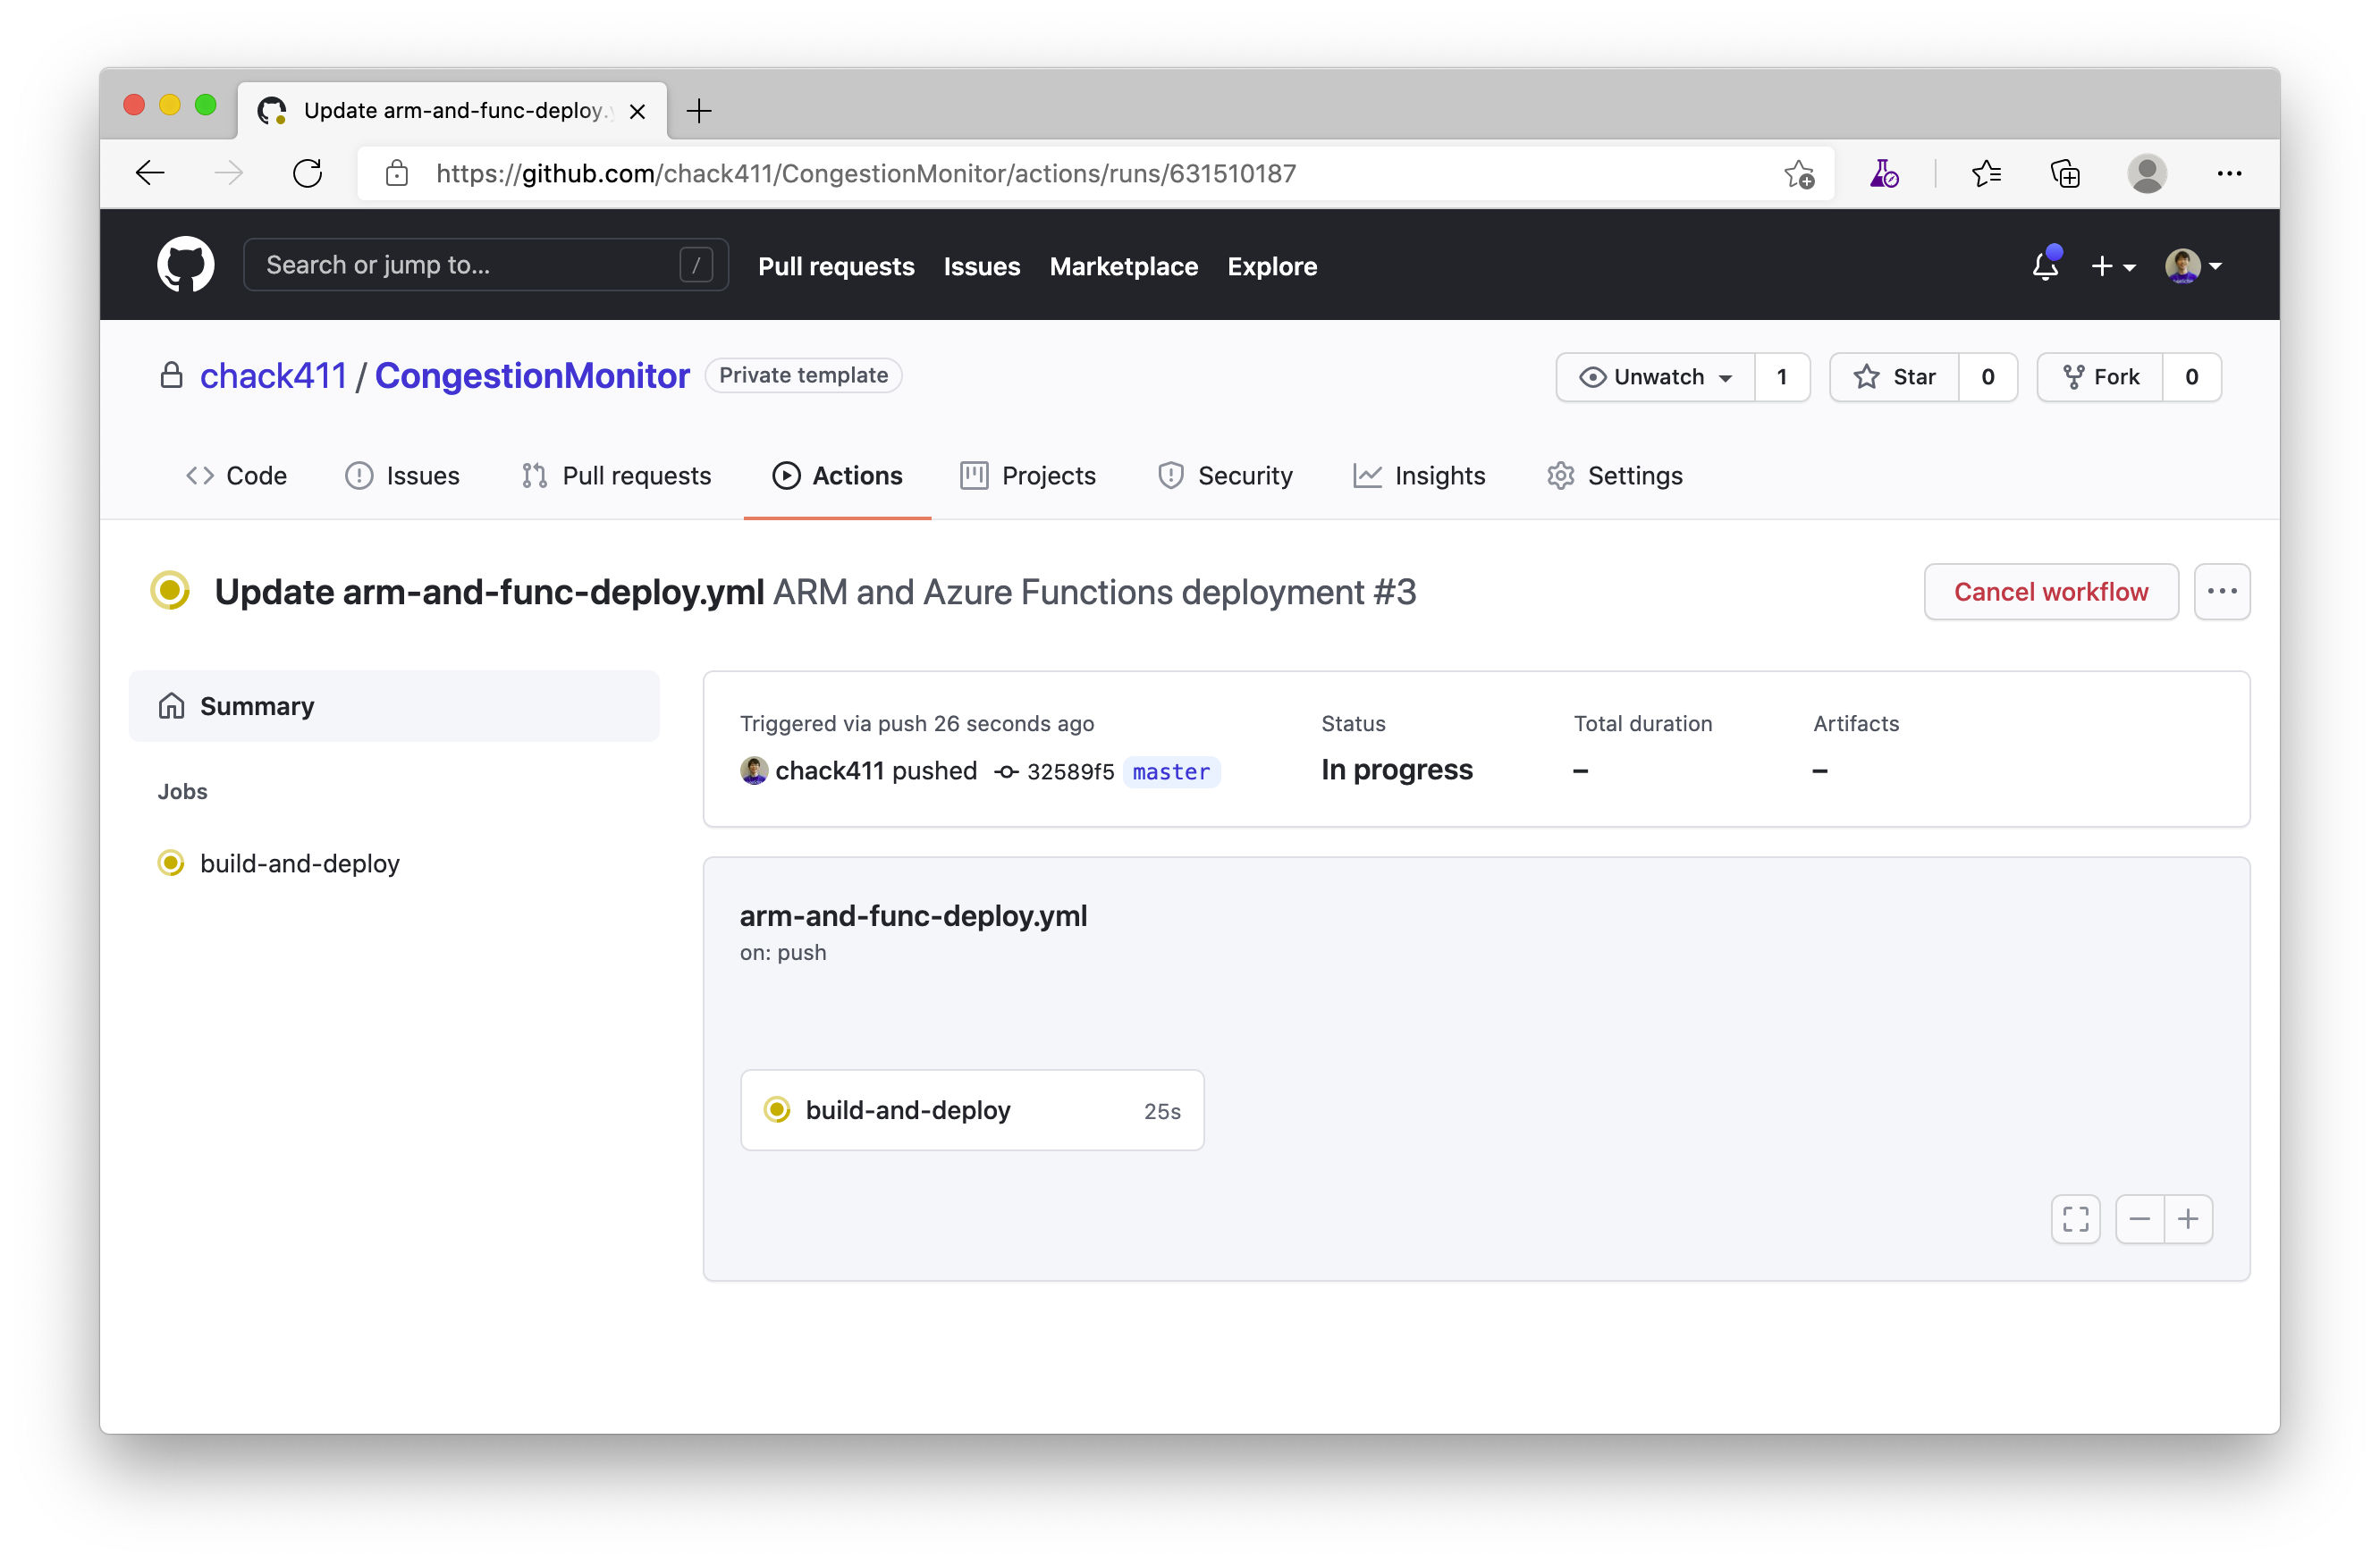 Update arm-and-func-deploy.
https://github.com/chack411/CongestionMonitor/actions/runs/631510187
Search or jump to... / Pull requests Issues Marketplace Explore
chack411 / CongestionMonitor Private template Unwatch 1 Star 0 Fork 0
Code Issues Pull requests Actions Projects Security Insights Settings
Update arm-and-func-deploy.yml ARM and Azure Functions deployment #3 Cancel workflow
Summary
Jobs
build-and-deploy
Triggered via push 26 seconds ago Status Total duration Artifacts
chack411 pushed 32589f5 master In progress – –
arm-and-func-deploy.yml
on: push
build-and-deploy 25s